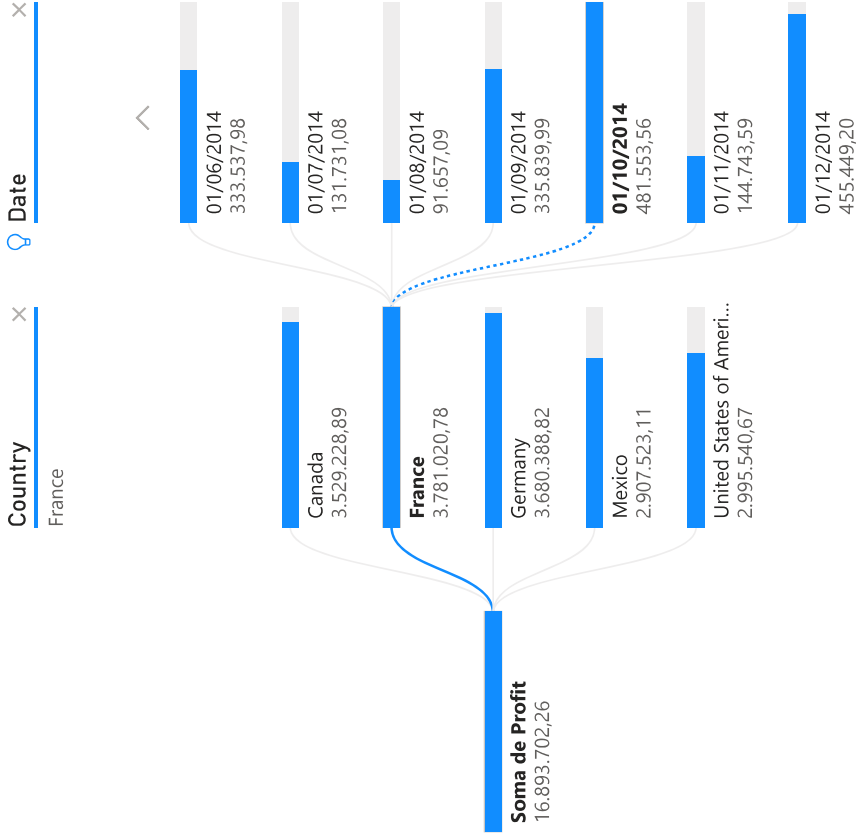 Country
France
Date
Soma de Profit
16.893.702,26
Canada
3.529.228,89
France
3.781.020,78
Germany
3.680.388,82
Mexico
2.907.523,11
United States of Ameri...
2.995.540,67
01/06/2014
333.537,98
01/07/2014
131.731,08
01/08/2014
91.657,09
01/09/2014
335.839,99
01/10/2014
481.553,56
01/11/2014
144.743,59
01/12/2014
455.449,20